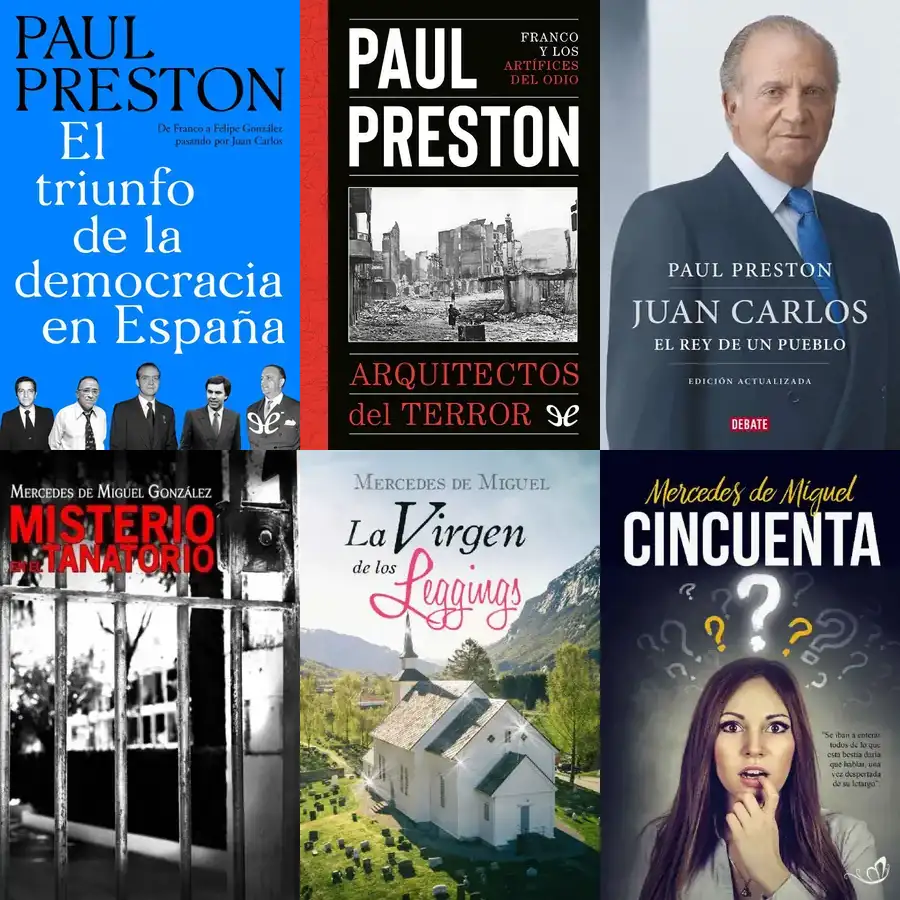 PAUL
PRESTON
De Franco a Felipe González
pasando por Juan Carlos
El
triunfo
de la
democracia
en España
PAUL
PRESTON
FRANCO
Y LOS
ARTÍFICES
DEL ODIO
ARQUITECTOS
del TERROR
PAUL PRESTON
JUAN CARLOS
EL REY DE UN PUEBLO
EDICIÓN ACTUALIZADA
DEBATE
MERCEDES DE MIGUEL GONZÁLEZ
MISTERIO
EN EL TANATORIO
MERCEDES DE MIGUEL
La Virgen
de los
Leggings
Mercedes de Miguel
CINCUENTA
"Se iban a enterar
todos de lo que
esta bestia daría
que hablar, una
vez despertada
de su letargo".